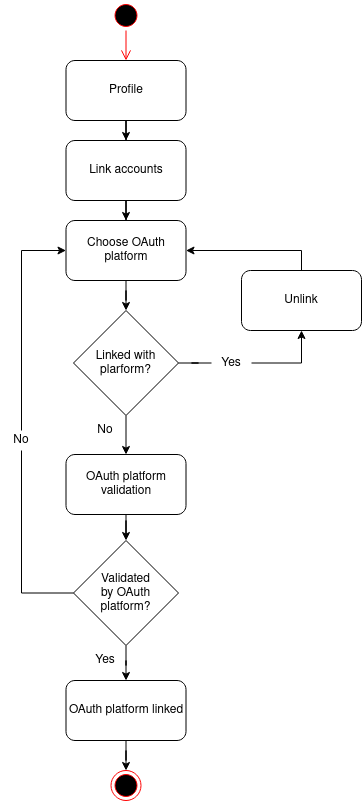 Profile
Link accounts
Choose OAuth
platform
Unlink
Linked with
plarform?
Yes
No
No
OAuth platform
validation
Validated
by OAuth
platform?
Yes
OAuth platform linked